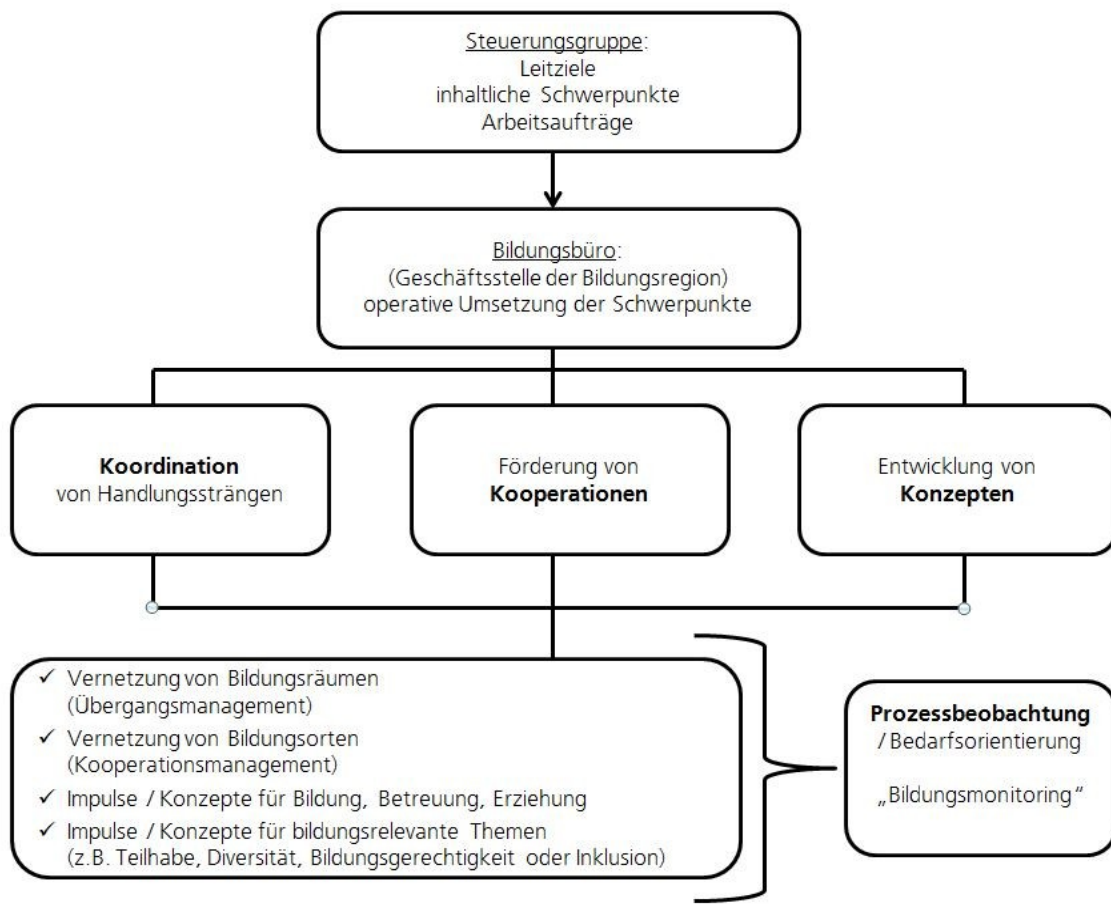 Steuerungsgruppe:
Leitziele
inhaltliche Schwerpunkte
Arbeitsaufträge
Bildungsbüro:
(Geschäftsstelle der Bildungsregion)
operative Umsetzung der Schwerpunkte
Koordination
von Handlungssträngen
Förderung von
Kooperationen
Entwicklung von
Konzepten
✓ Vernetzung von Bildungsräumen
(Übergangsmanagement)
✓ Vernetzung von Bildungsorten
(Kooperationsmanagement)
✓ Impulse / Konzepte für Bildung, Betreuung, Erziehung
✓ Impulse / Konzepte für bildungsrelevante Themen
(z.B. Teilhabe, Diversität, Bildungsgerechtigkeit oder Inklusion)
Prozessbeobachtung
/ Bedarfsorientierung
„Bildungsmonitoring“